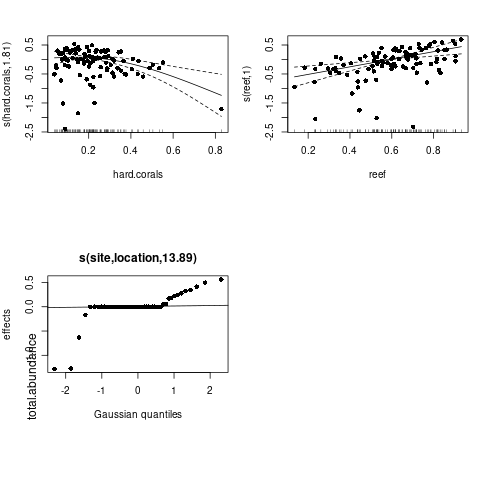 s(hard.corals,1.81)
0.5
-0.5
-1.5
-2.5
0.2
0.4
0.6
0.8
hard.corals
s(reef,1)
0.5
-0.5
-1.5
-2.5
0.2
0.4
0.6
0.8
reef
s(site,location,13.89)
effects
total.abundance
0.5
0.0
-2
-1
0
1
2
Gaussian quantiles